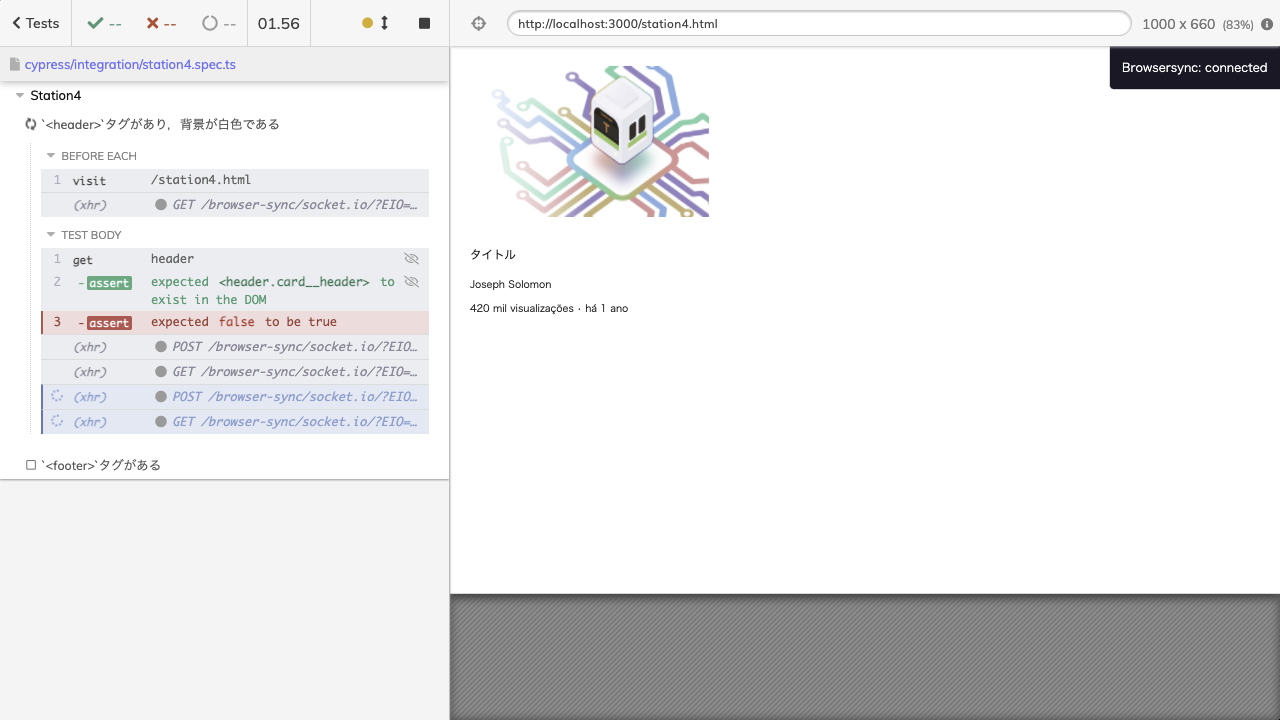 Tests
--
--
--
01.56
http://localhost:3000/station4.html
1000 x 660 (83%)
cypress/integration/station4.spec.ts
Browsersync: connected
Station4
`<header>`タグがあり，背景が白色である
BEFORE EACH
1 visit /station4.html
(xhr) GET /browser-sync/socket.io/?EIO=…
TEST BODY
1 get header
2 -assert expected <header.card__header> to
exist in the DOM
3 -assert expected false to be true
(xhr) POST /browser-sync/socket.io/?EIO…
(xhr) GET /browser-sync/socket.io/?EIO=…
(xhr) POST /browser-sync/socket.io/?EIO…
(xhr) GET /browser-sync/socket.io/?EIO=…
`<footer>`タグがある
タイトル
Joseph Solomon
420 mil visualizações・há 1 ano